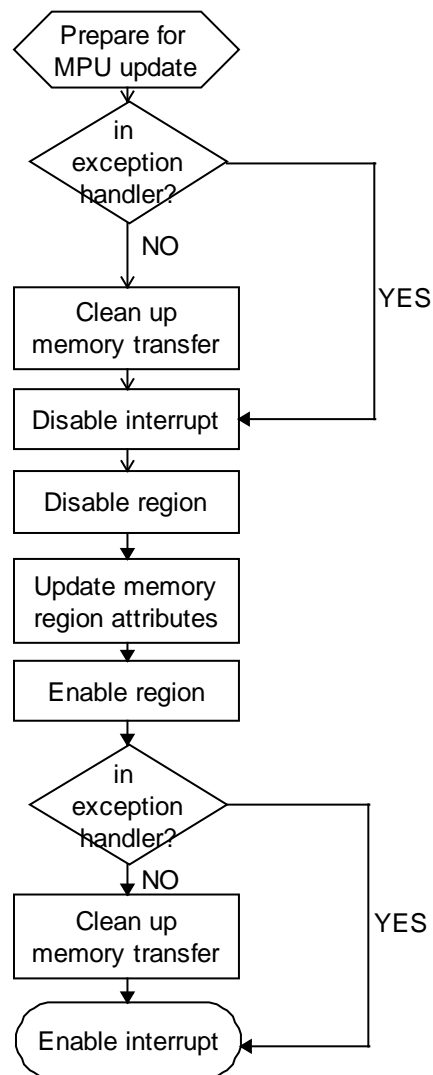 Prepare for
MPU update
in
exception
handler?
NO
YES
Clean up
memory transfer
Disable interrupt
Disable region
Update memory
region attributes
Enable region
in
exception
handler?
NO
YES
Clean up
memory transfer
Enable interrupt